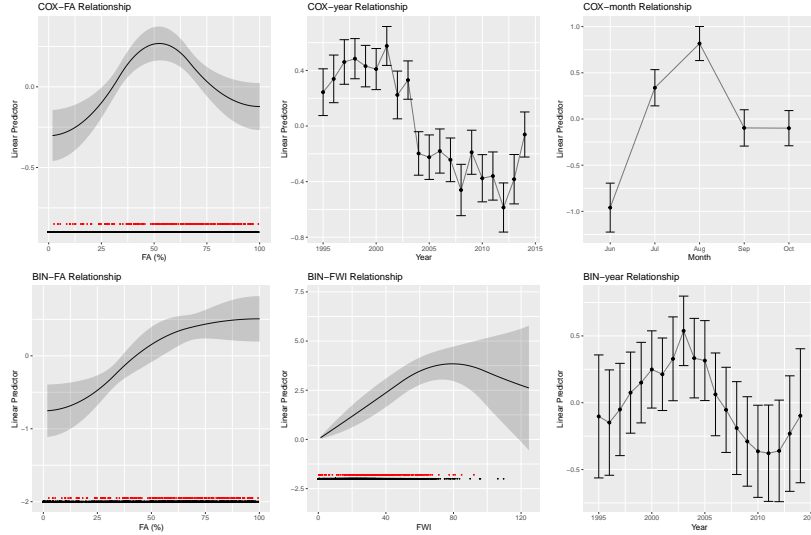 COX−FA Relationship
COX−year Relationship
COX−month Relationship
Linear Predictor
0.0
−0.5
0 25 50 75 100
FA (%)
Linear Predictor
0.4
0.0
−0.4
−0.8
1995 2000 2005 2010 2015
Year
Linear Predictor
1.0
0.5
0.0
−0.5
−1.0
Jun Jul Aug Sep Oct
Month
BIN−FA Relationship
BIN−FWI Relationship
BIN−year Relationship
Linear Predictor
1
0
−1
−2
0 25 50 75 100
FA (%)
Linear Predictor
7.5
5.0
2.5
0.0
−2.5
0 40 80 120
FWI
Linear Predictor
0.5
0.0
−0.5
1995 2000 2005 2010
Year